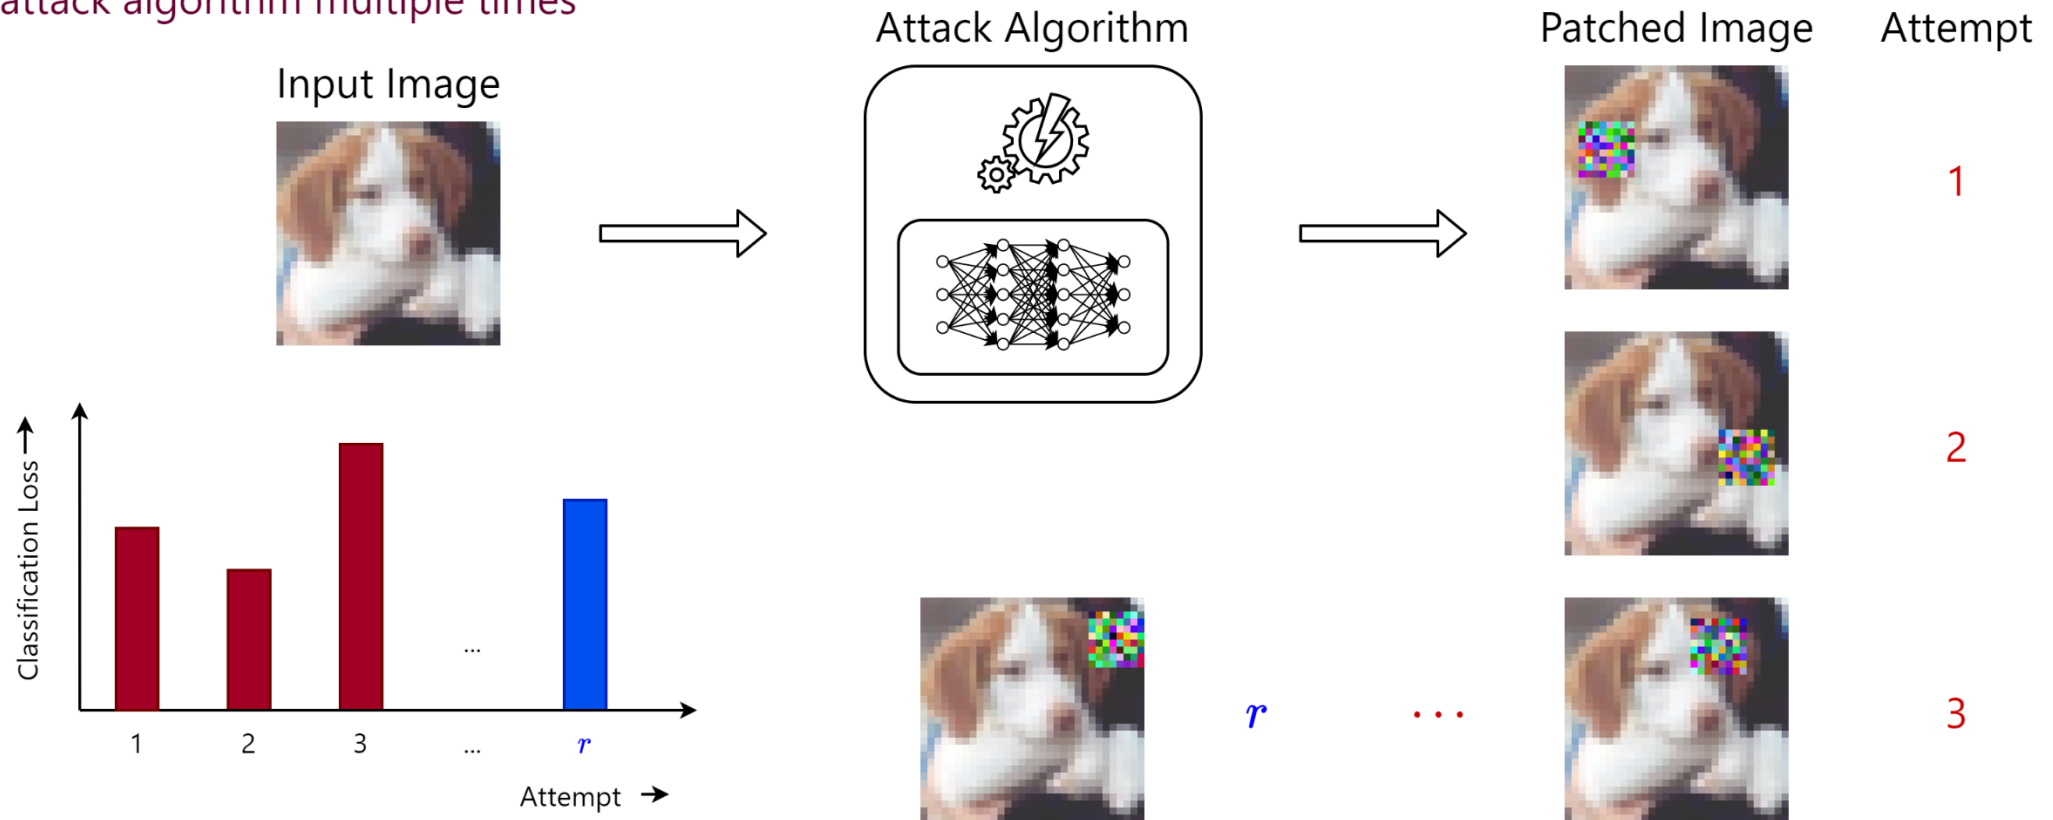 attack algorithm multiple times
Input Image
Attack Algorithm
Patched Image
Attempt
1
2
3
...
r
Classification Loss
...
1
2
3
...
r
Attempt